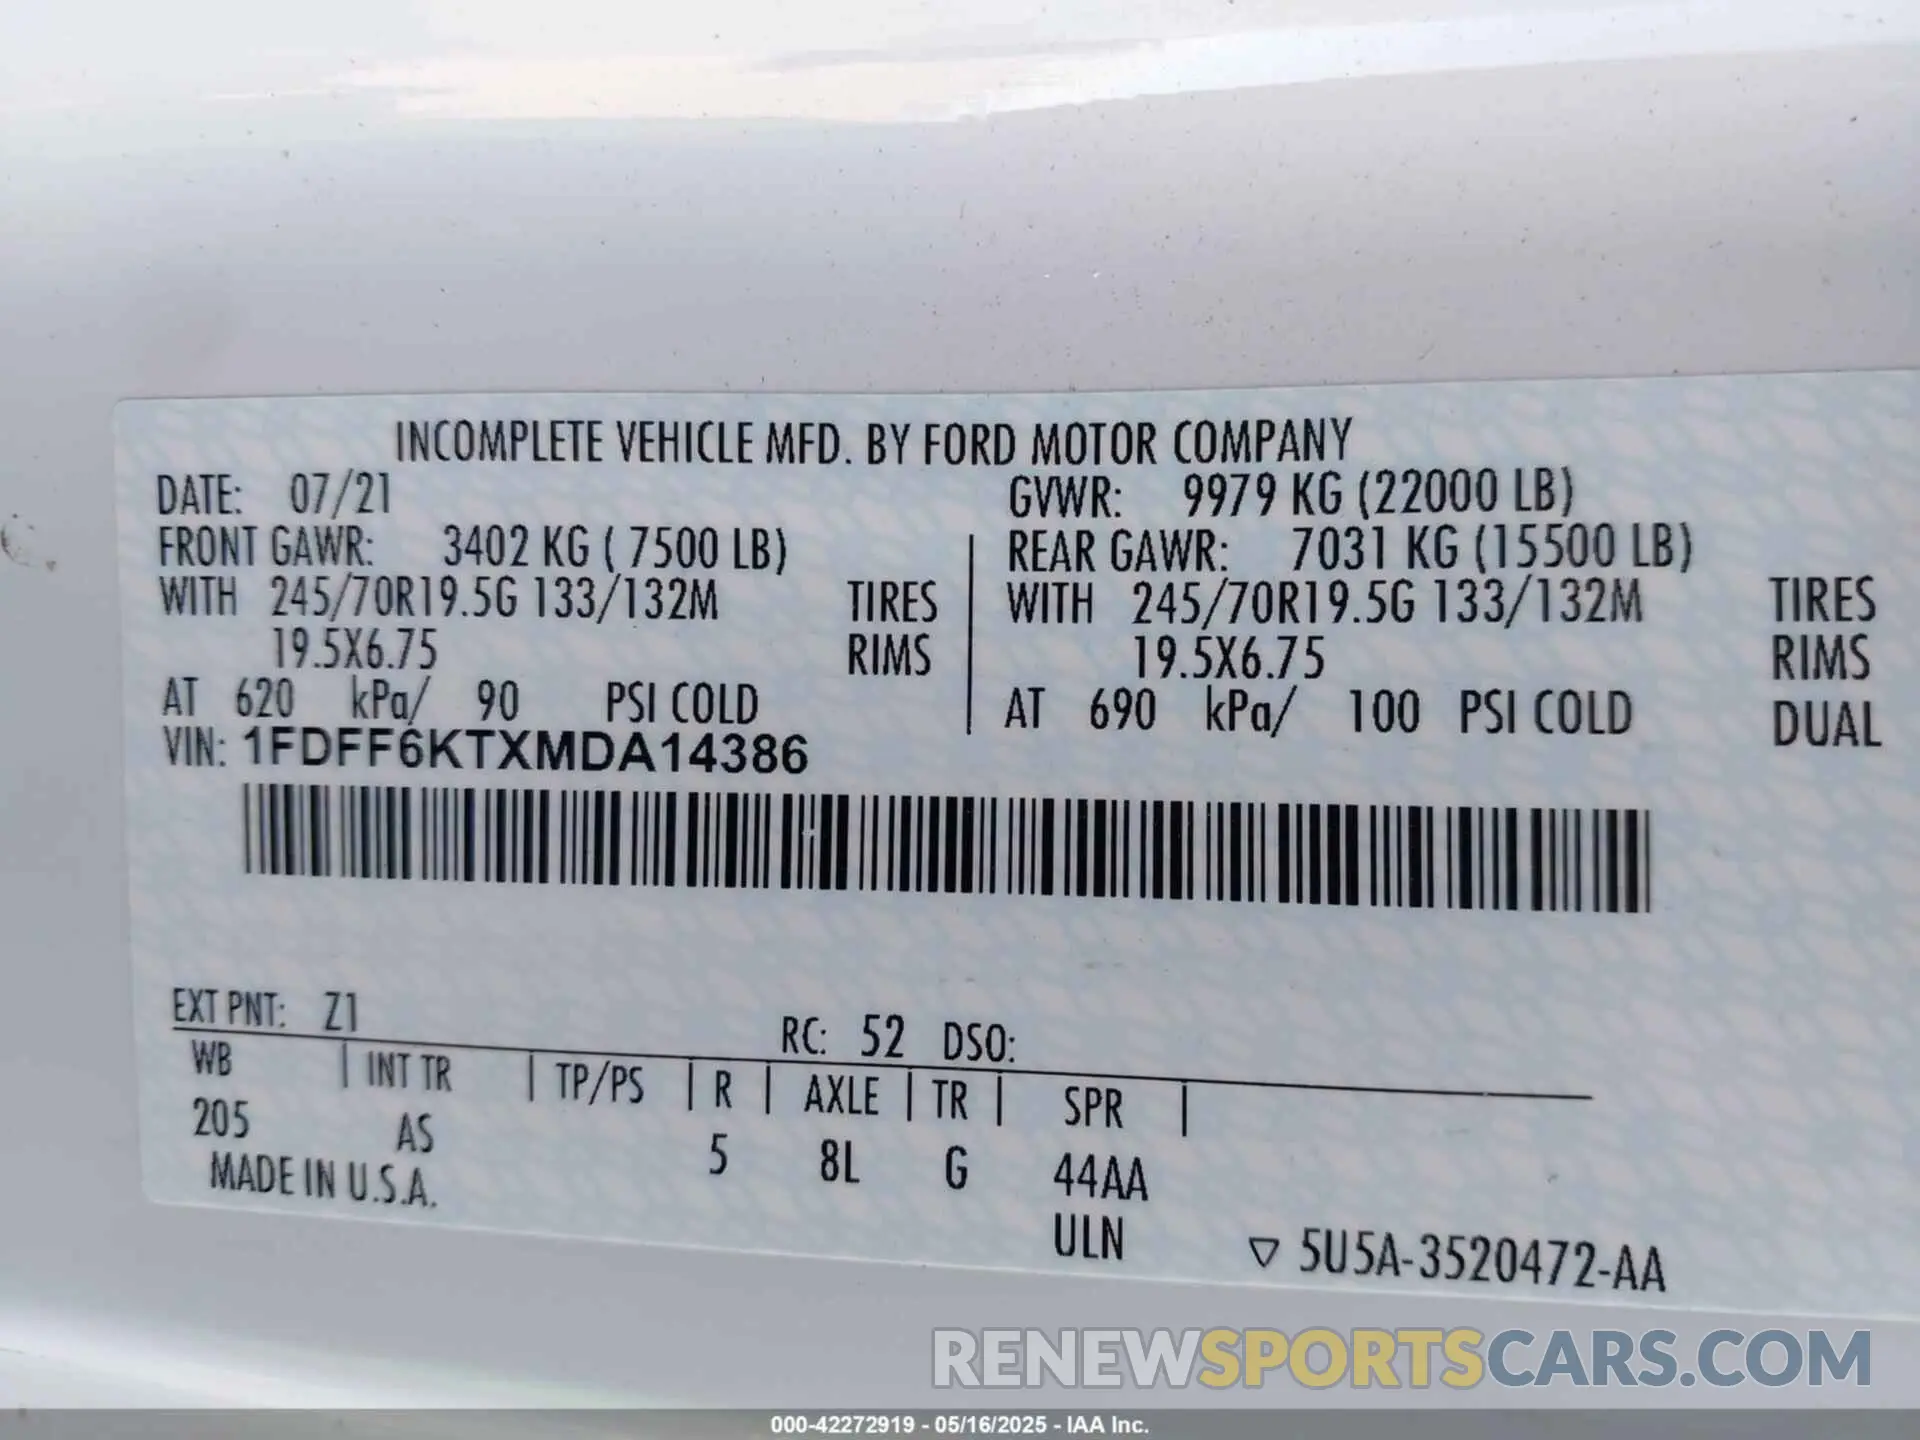 INCOMPLETE VEHICLE MFD. BY FORD MOTOR COMPANY
DATE: 07/21 GVWR: 9979 KG (22000 LB)
FRONT GAWR: 3402 KG ( 7500 LB) REAR GAWR: 7031 KG (15500 LB)
WITH 245/70R19.5G 133/132M TIRES WITH 245/70R19.5G 133/132M TIRES
19.5X6.75 RIMS 19.5X6.75 RIMS
AT 620 kPa/ 90 PSI COLD AT 690 kPa/ 100 PSI COLD DUAL
VIN: 1FDFF6KTXMDA14386
EXT PNT: Z1 RC: 52 DSO:
WB | INT TR | TP/PS | R | AXLE | TR | SPR |
205 AS 5 8L G 44AA
MADE IN U.S.A. ULN ▽ 5U5A-3520472-AA
RENEWSPORTSCARS.COM
000-42272919 - 05/16/2025 - IAA Inc.